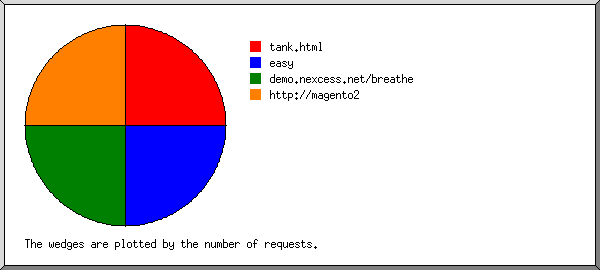 tank.html
easy
demo.nexcess.net/breathe
http://magento2
The wedges are plotted by the number of requests.